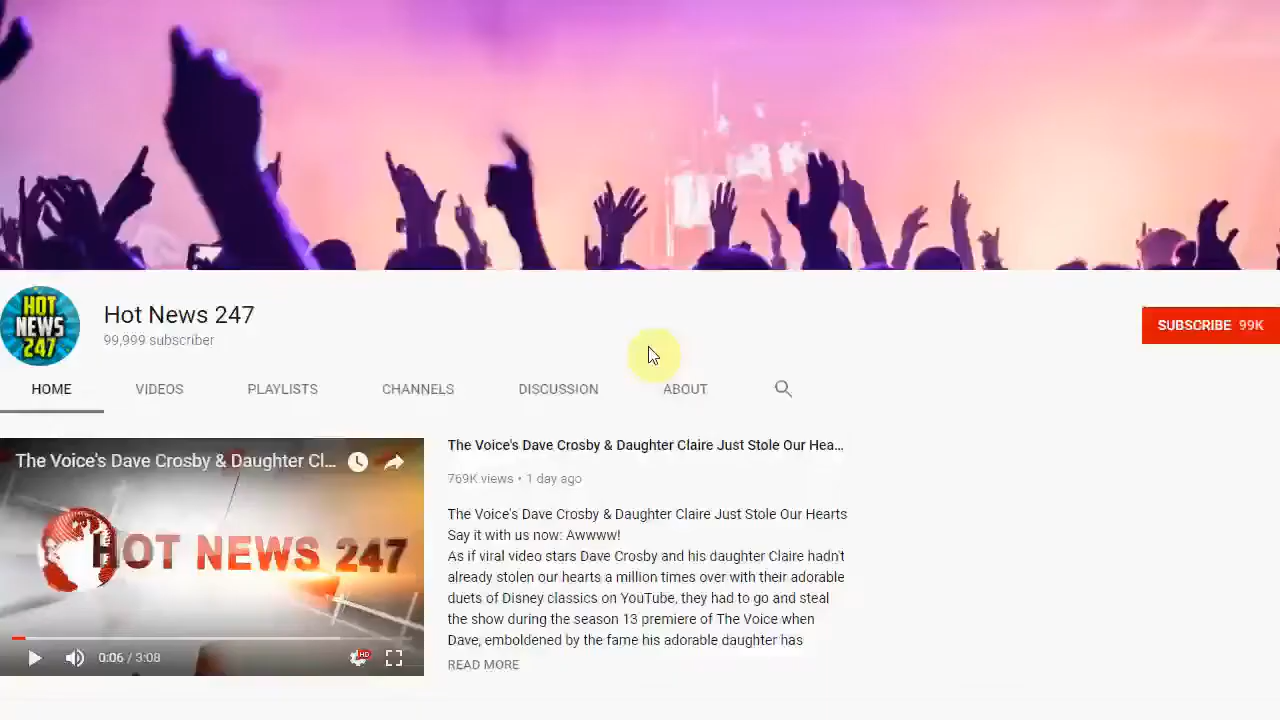 HOT
NEWS
247
Hot News 247
99,999 subscriber
SUBSCRIBE 99K
HOME VIDEOS PLAYLISTS CHANNELS DISCUSSION ABOUT
The Voice's Dave Crosby & Daughter Cl...
HOT NEWS 247
0:06 / 3:08
HD
The Voice's Dave Crosby & Daughter Claire Just Stole Our Hea...
769K views • 1 day ago
The Voice's Dave Crosby & Daughter Claire Just Stole Our Hearts
Say it with us now: Awwww!
As if viral video stars Dave Crosby and his daughter Claire hadn't
already stolen our hearts a million times over with their adorable
duets of Disney classics on YouTube, they had to go and steal
the show during the season 13 premiere of The Voice when
Dave, emboldened by the fame his adorable daughter has
READ MORE